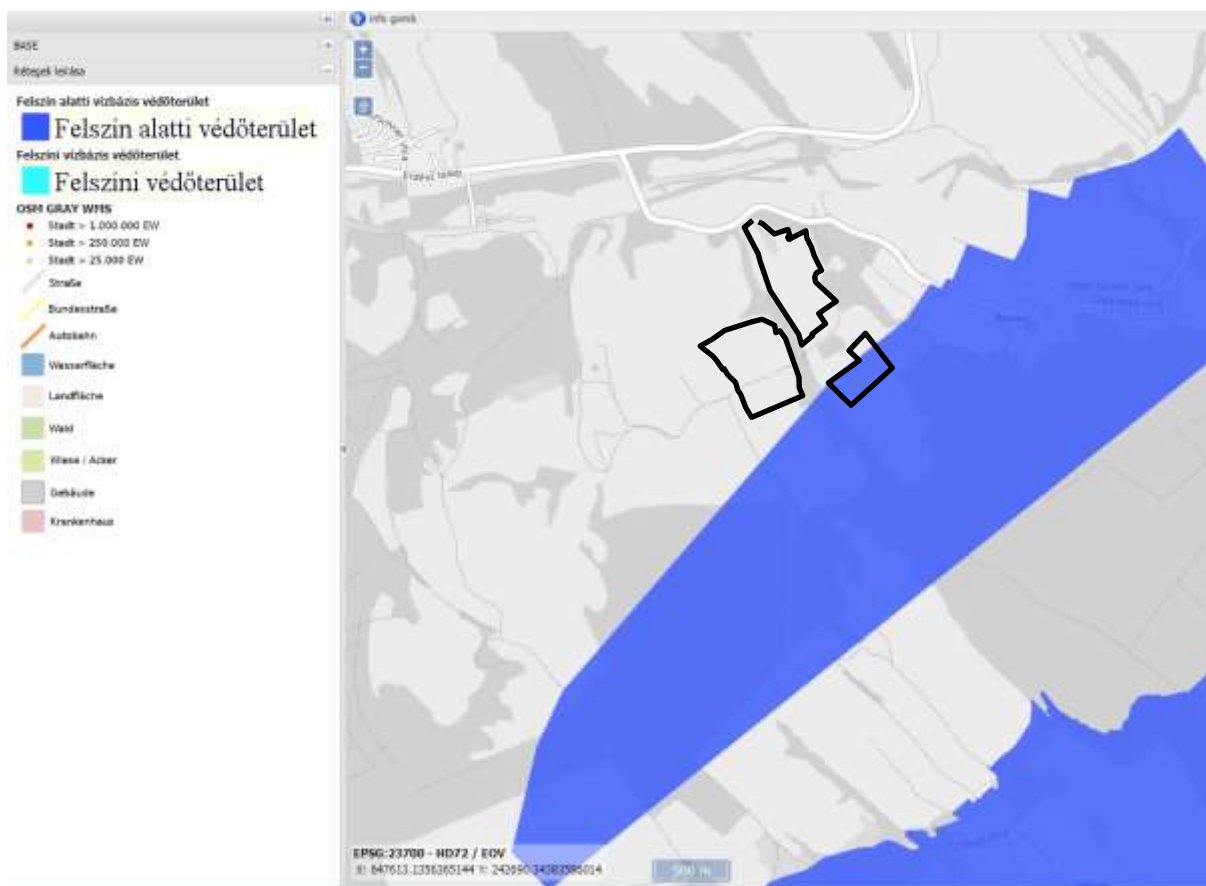 info gomb
BASE
Rétegek leírása
Felszín alatti vízbázis védőterület
Felszín alatti védőterület
Felszíni vízbázis védőterület
Felszíni védőterület
OSM GRAY WMS
Stadt > 1.000.000 EW
Stadt > 250.000 EW
Stadt > 25.000 EW
Straße
Bundesstraße
Autobahn
Wasserfläche
Landfläche
Wald
Wiese / Acker
Gebäude
Krankenhaus
EPSG:23700 - HD72 / EOV
500 m